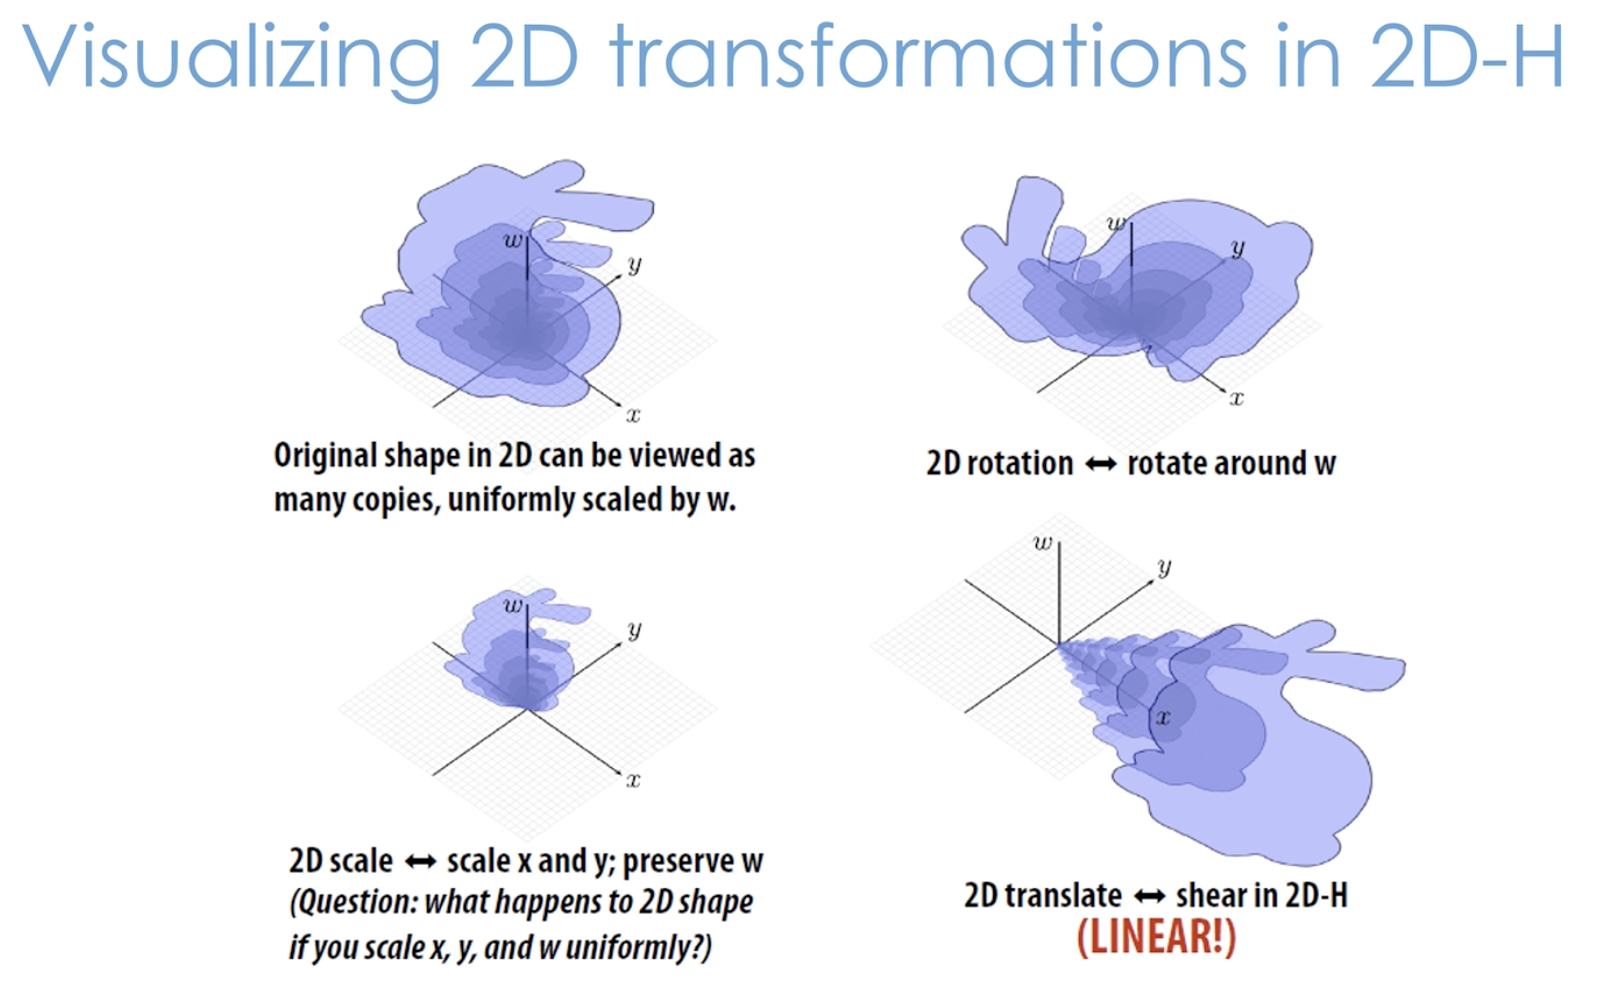 Visualizing 2D transformations in 2D-H
w
y
x
Original shape in 2D can be viewed as
many copies, uniformly scaled by w.
w
y
x
2D rotation ↔ rotate around w
w
y
x
2D scale ↔ scale x and y; preserve w
(Question: what happens to 2D shape
if you scale x, y, and w uniformly?)
w
y
x
2D translate ↔ shear in 2D-H
(LINEAR!)